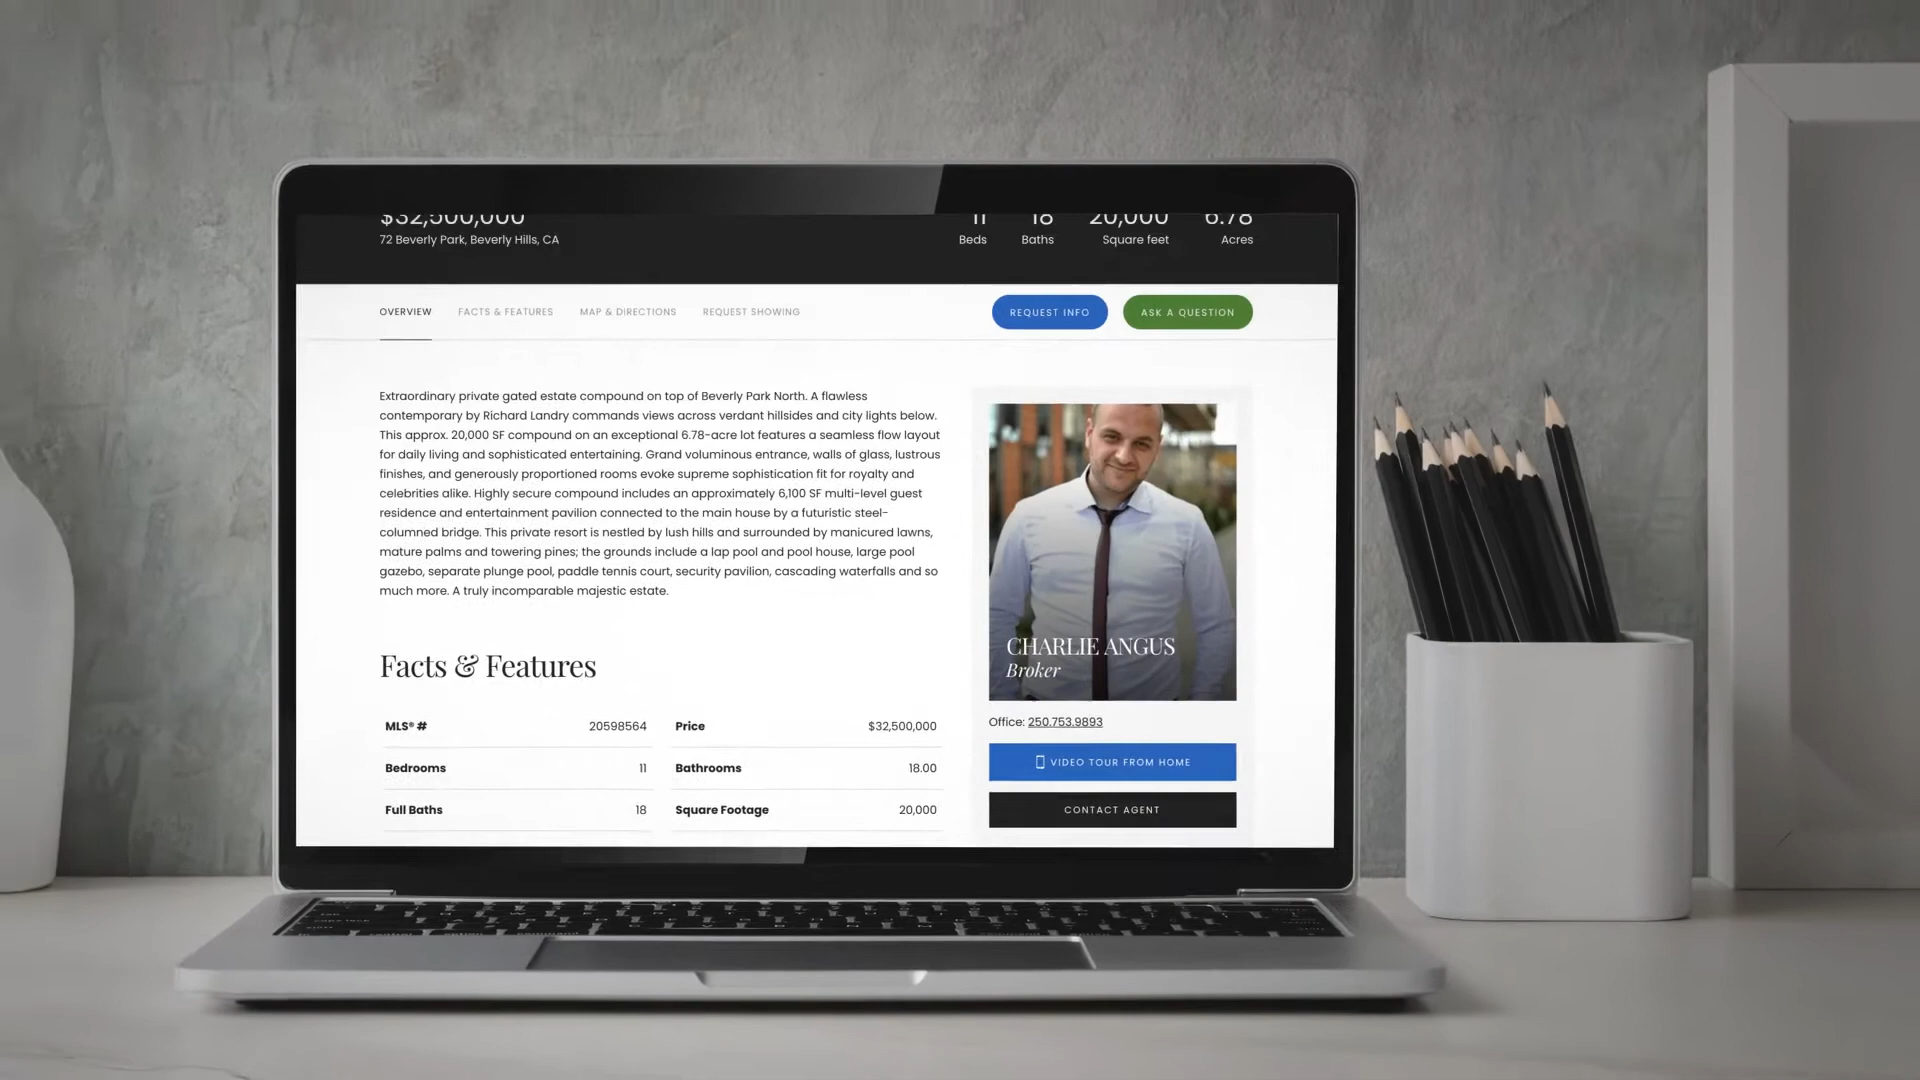 $32,500,000
72 Beverly Park, Beverly Hills, CA
11 18 20,000 6.78
Beds Baths Square feet Acres
OVERVIEW FACTS & FEATURES MAP & DIRECTIONS REQUEST SHOWING REQUEST INFO ASK A QUESTION
Extraordinary private gated estate compound on top of Beverly Park North. A flawless
contemporary by Richard Landry commands views across verdant hillsides and city lights below.
This approx. 20,000 SF compound on an exceptional 6.78-acre lot features a seamless flow layout
for daily living and sophisticated entertaining. Grand voluminous entrance, walls of glass, lustrous
finishes, and generously proportioned rooms evoke supreme sophistication fit for royalty and
celebrities alike. Highly secure compound includes an approximately 6,100 SF multi-level guest
residence and entertainment pavilion connected to the main house by a futuristic steel-
columned bridge. This private resort is nestled by lush hills and surrounded by manicured lawns,
mature palms and towering pines; the grounds include a lap pool and pool house, large pool
gazebo, separate plunge pool, paddle tennis court, security pavilion, cascading waterfalls and so
much more. A truly incomparable majestic estate.
Facts & Features
MLS® # 20598564 Price $32,500,000
Bedrooms 11 Bathrooms 18.00
Full Baths 18 Square Footage 20,000
CHARLIE ANGUS
Broker
Office: 250.753.9893
VIDEO TOUR FROM HOME
CONTACT AGENT